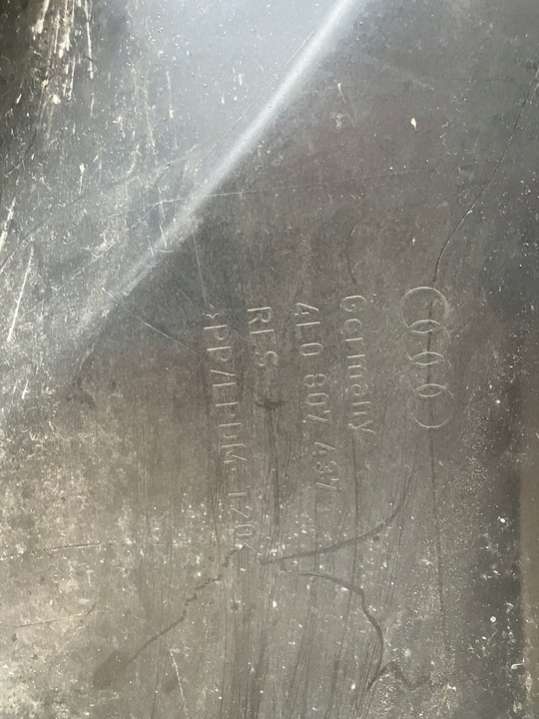 Germany
4L0 807 437
RES
>PP/EPDM-T20<